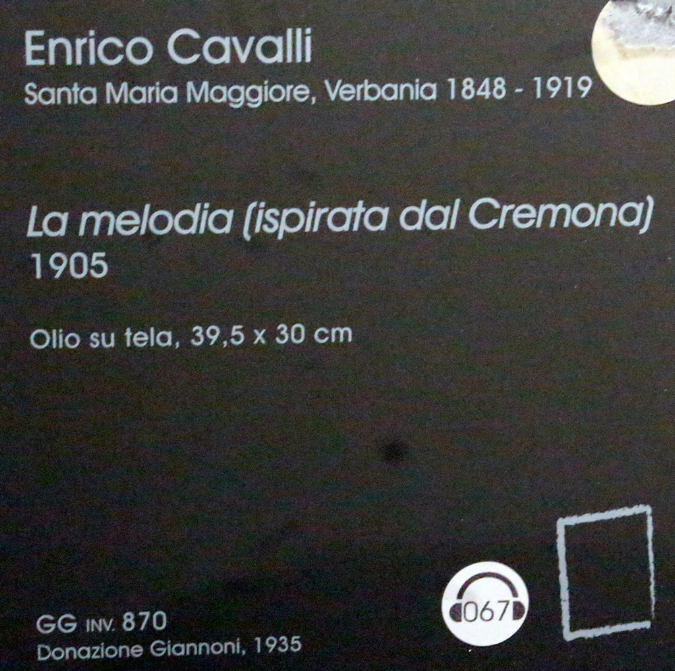 Enrico Cavalli
Santa Maria Maggiore, Verbania 1848 - 1919
La melodia (ispirata dal Cremona)
1905
Olio su tela, 39,5 x 30 cm
067
GG INV. 870
Donazione Giannoni, 1935